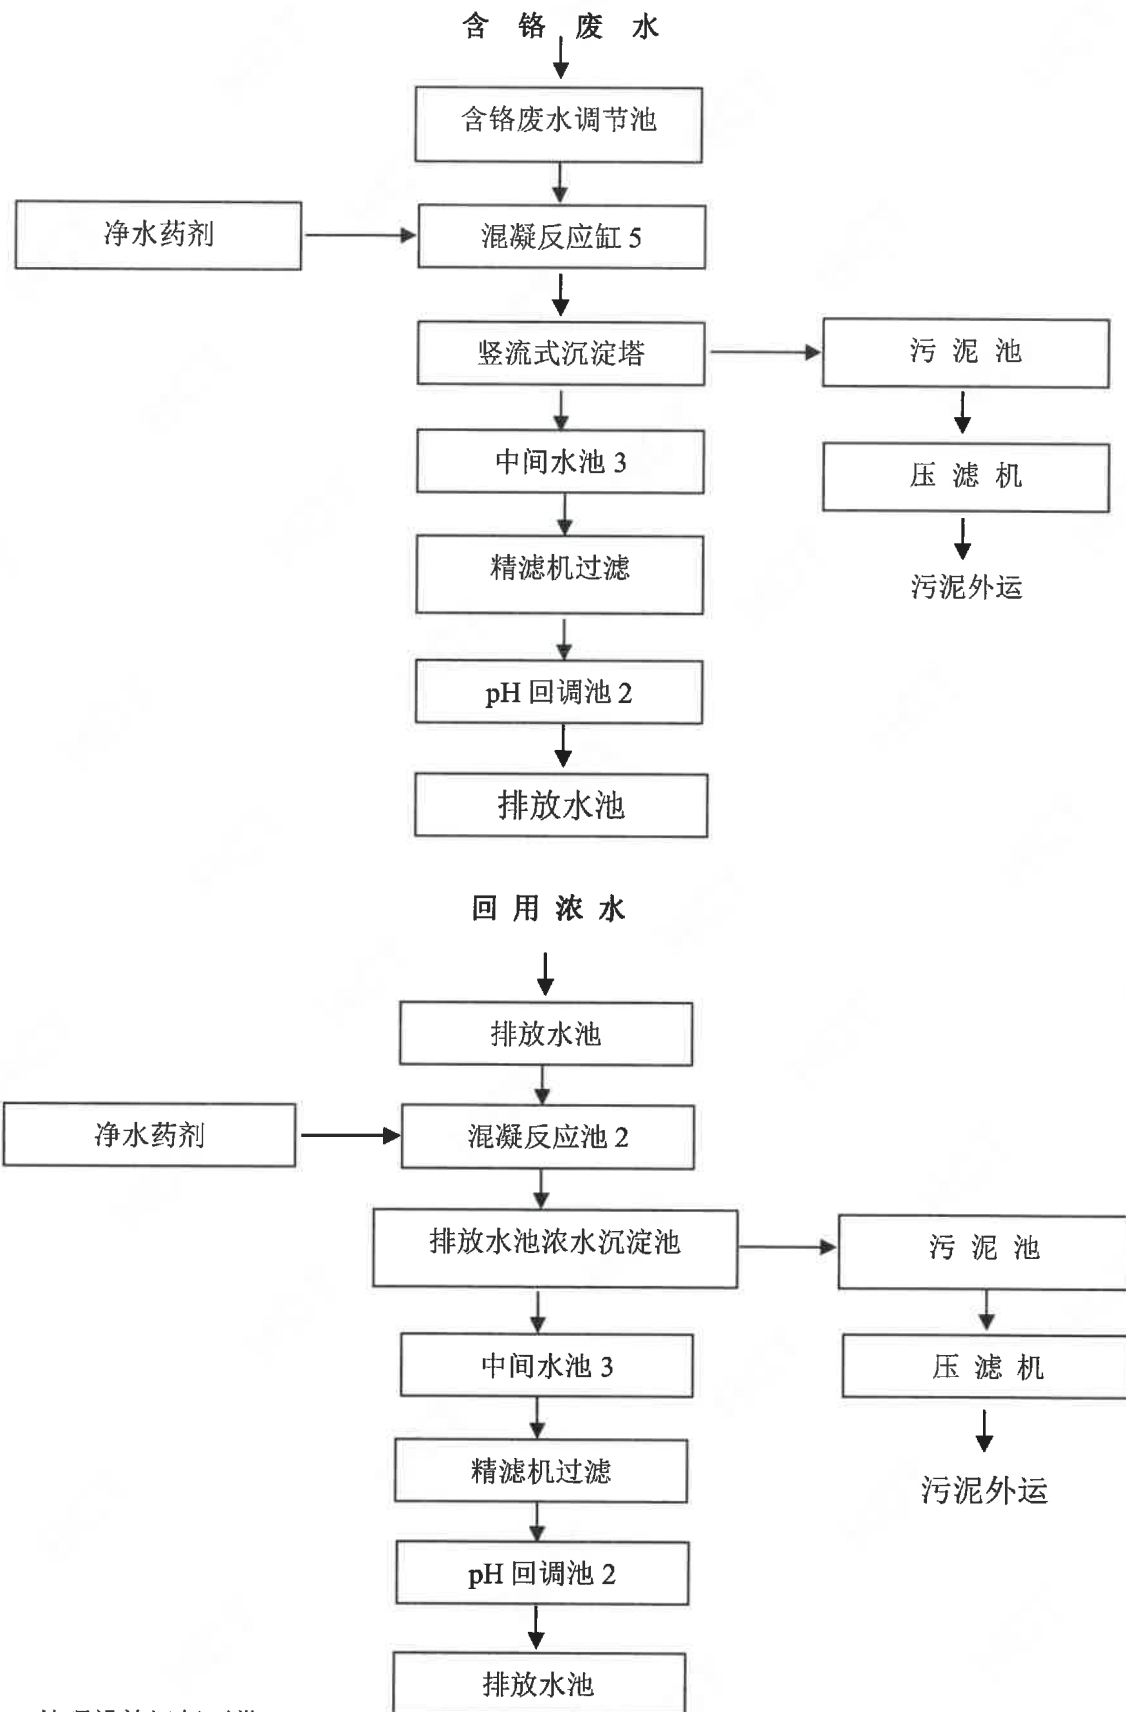 含 铬 废 水
含铬废水调节池
净水药剂
混凝反应缸 5
竖流式沉淀塔
污 泥 池
中间水池 3
压 滤 机
精滤机过滤
污泥外运
pH 回调池 2
排放水池
回 用 浓 水
排放水池
净水药剂
混凝反应池 2
排放水池浓水沉淀池
污 泥 池
中间水池 3
压 滤 机
精滤机过滤
污泥外运
pH 回调池 2
排放水池